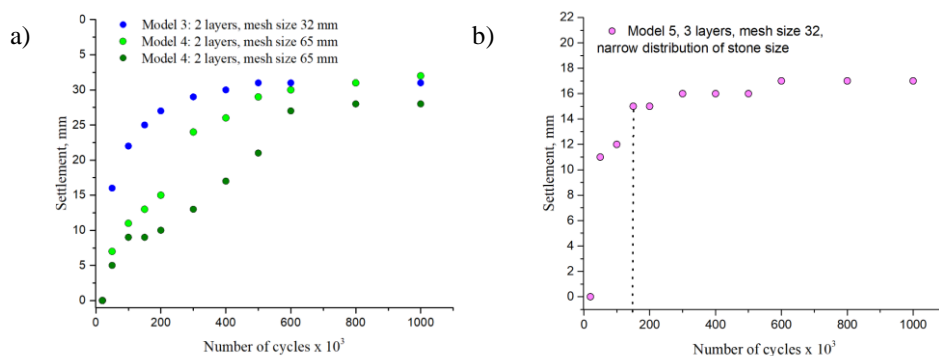 a)
Model 3: 2 layers, mesh size 32 mm
Model 4: 2 layers, mesh size 65 mm
Model 4: 2 layers, mesh size 65 mm
0
5
30
25
20
15
10
5
0
Settlement, mm
0 200 400 600 800 1000
Number of cycles x 10³
b)
Model 5, 3 layers, mesh size 32,
narrow distribution of stone size
22
20
18
16
14
12
10
8
6
4
2
0
Settlement, mm
0 200 400 600 800 1000
Number of cycles x 10³